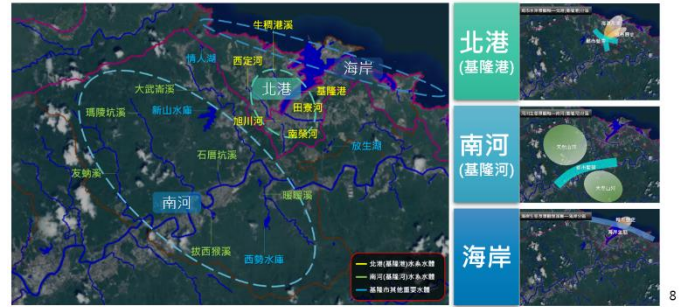 生稠港溪
情人湖
西定河
海岸
大武崙溪
北港
基隆港
瑪陵坑溪
新山水庫
田寮河
旭川河
南榮河
石厝坑溪
放生湖
友蚋溪
暖暖溪
南河
拔西猴溪
西勢水庫
北港(基隆港)水系水體
南河(基隆河)水系水體
基隆市其他重要水體
北港
(基隆港)
南河
(基隆河)
海岸
8